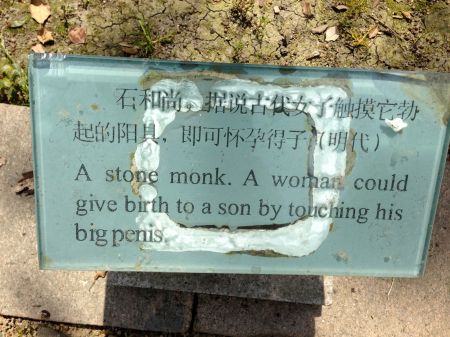 石和尚。据说古代女子触摸它勃
起的阳具，即可怀孕得子（明代）
A stone monk. A woman could
give birth to a son by touching his
big penis.